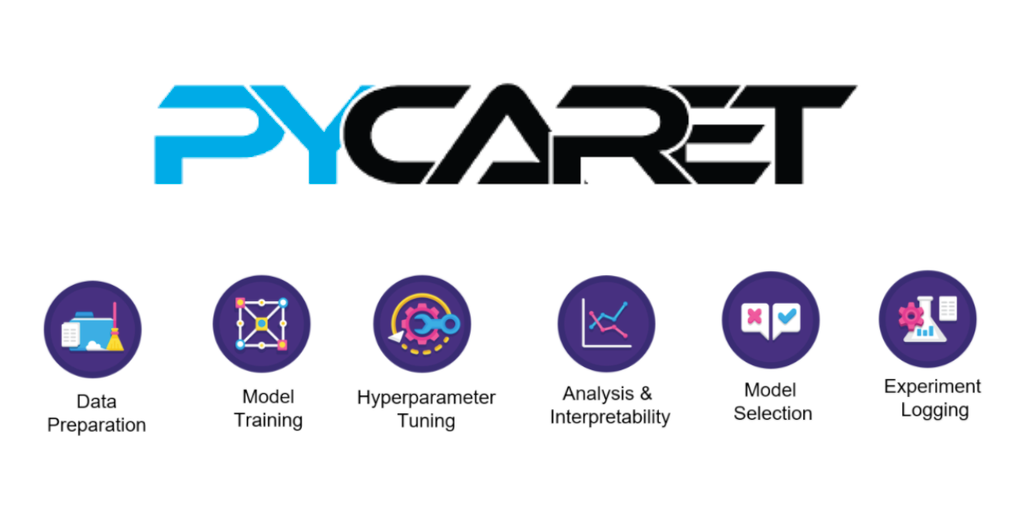 PYCARET
Data
Preparation
Model
Training
Hyperparameter
Tuning
Analysis &
Interpretability
Model
Selection
Experiment
Logging